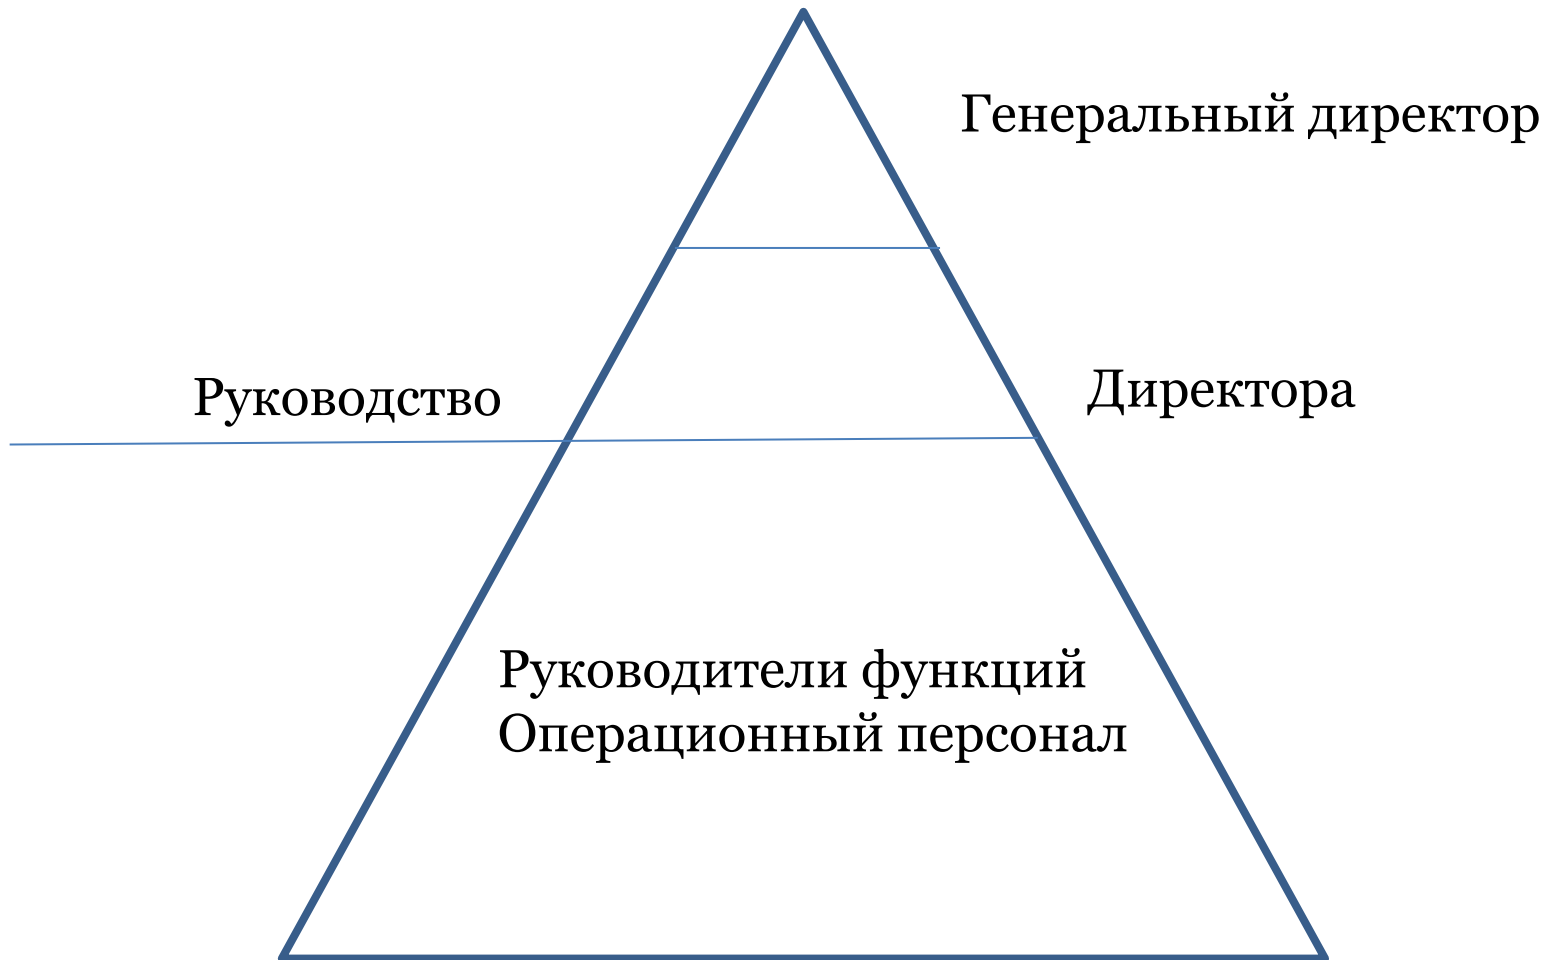 Генеральный директор
Руководство
Директора
Руководители функций
Операционный персонал